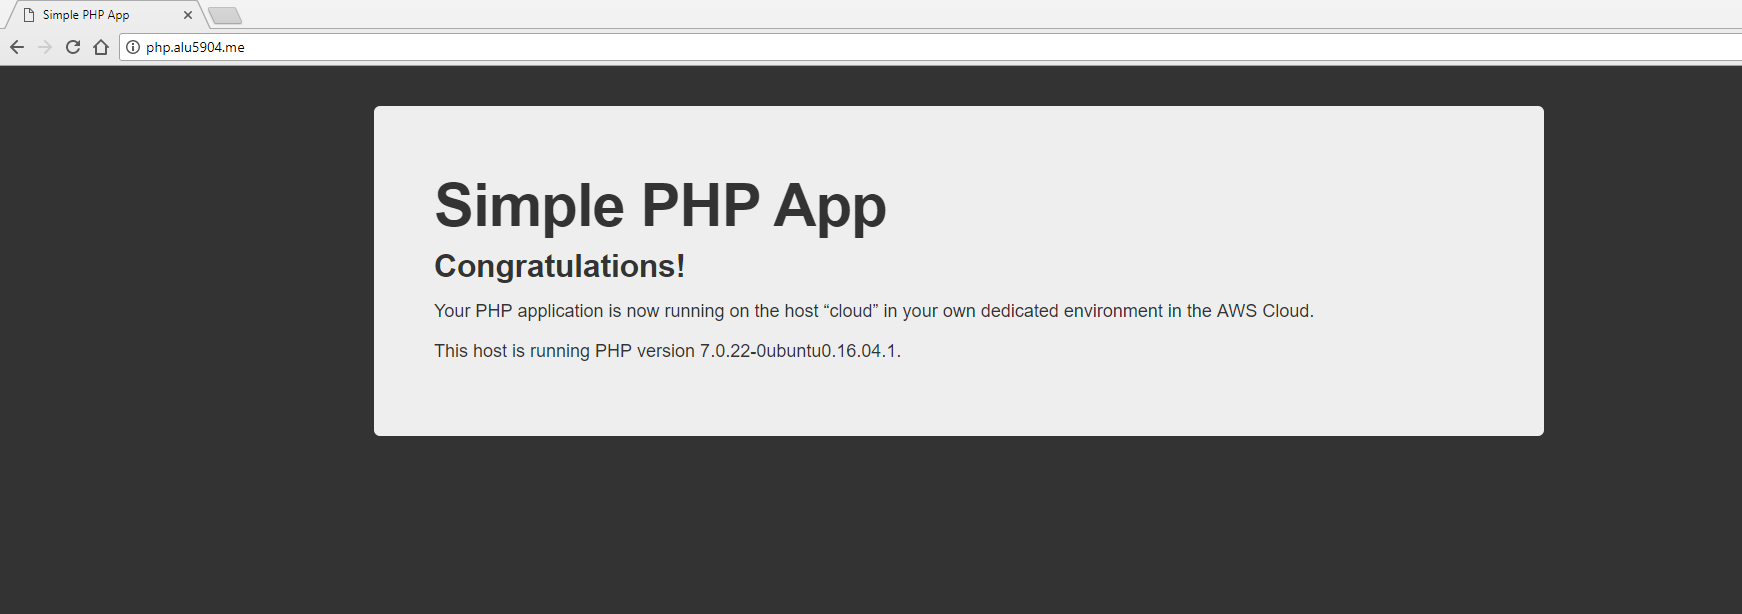 Simple PHP App
php.alu5904.me
Simple PHP App
Congratulations!
Your PHP application is now running on the host “cloud” in your own dedicated environment in the AWS Cloud.
This host is running PHP version 7.0.22-0ubuntu0.16.04.1.